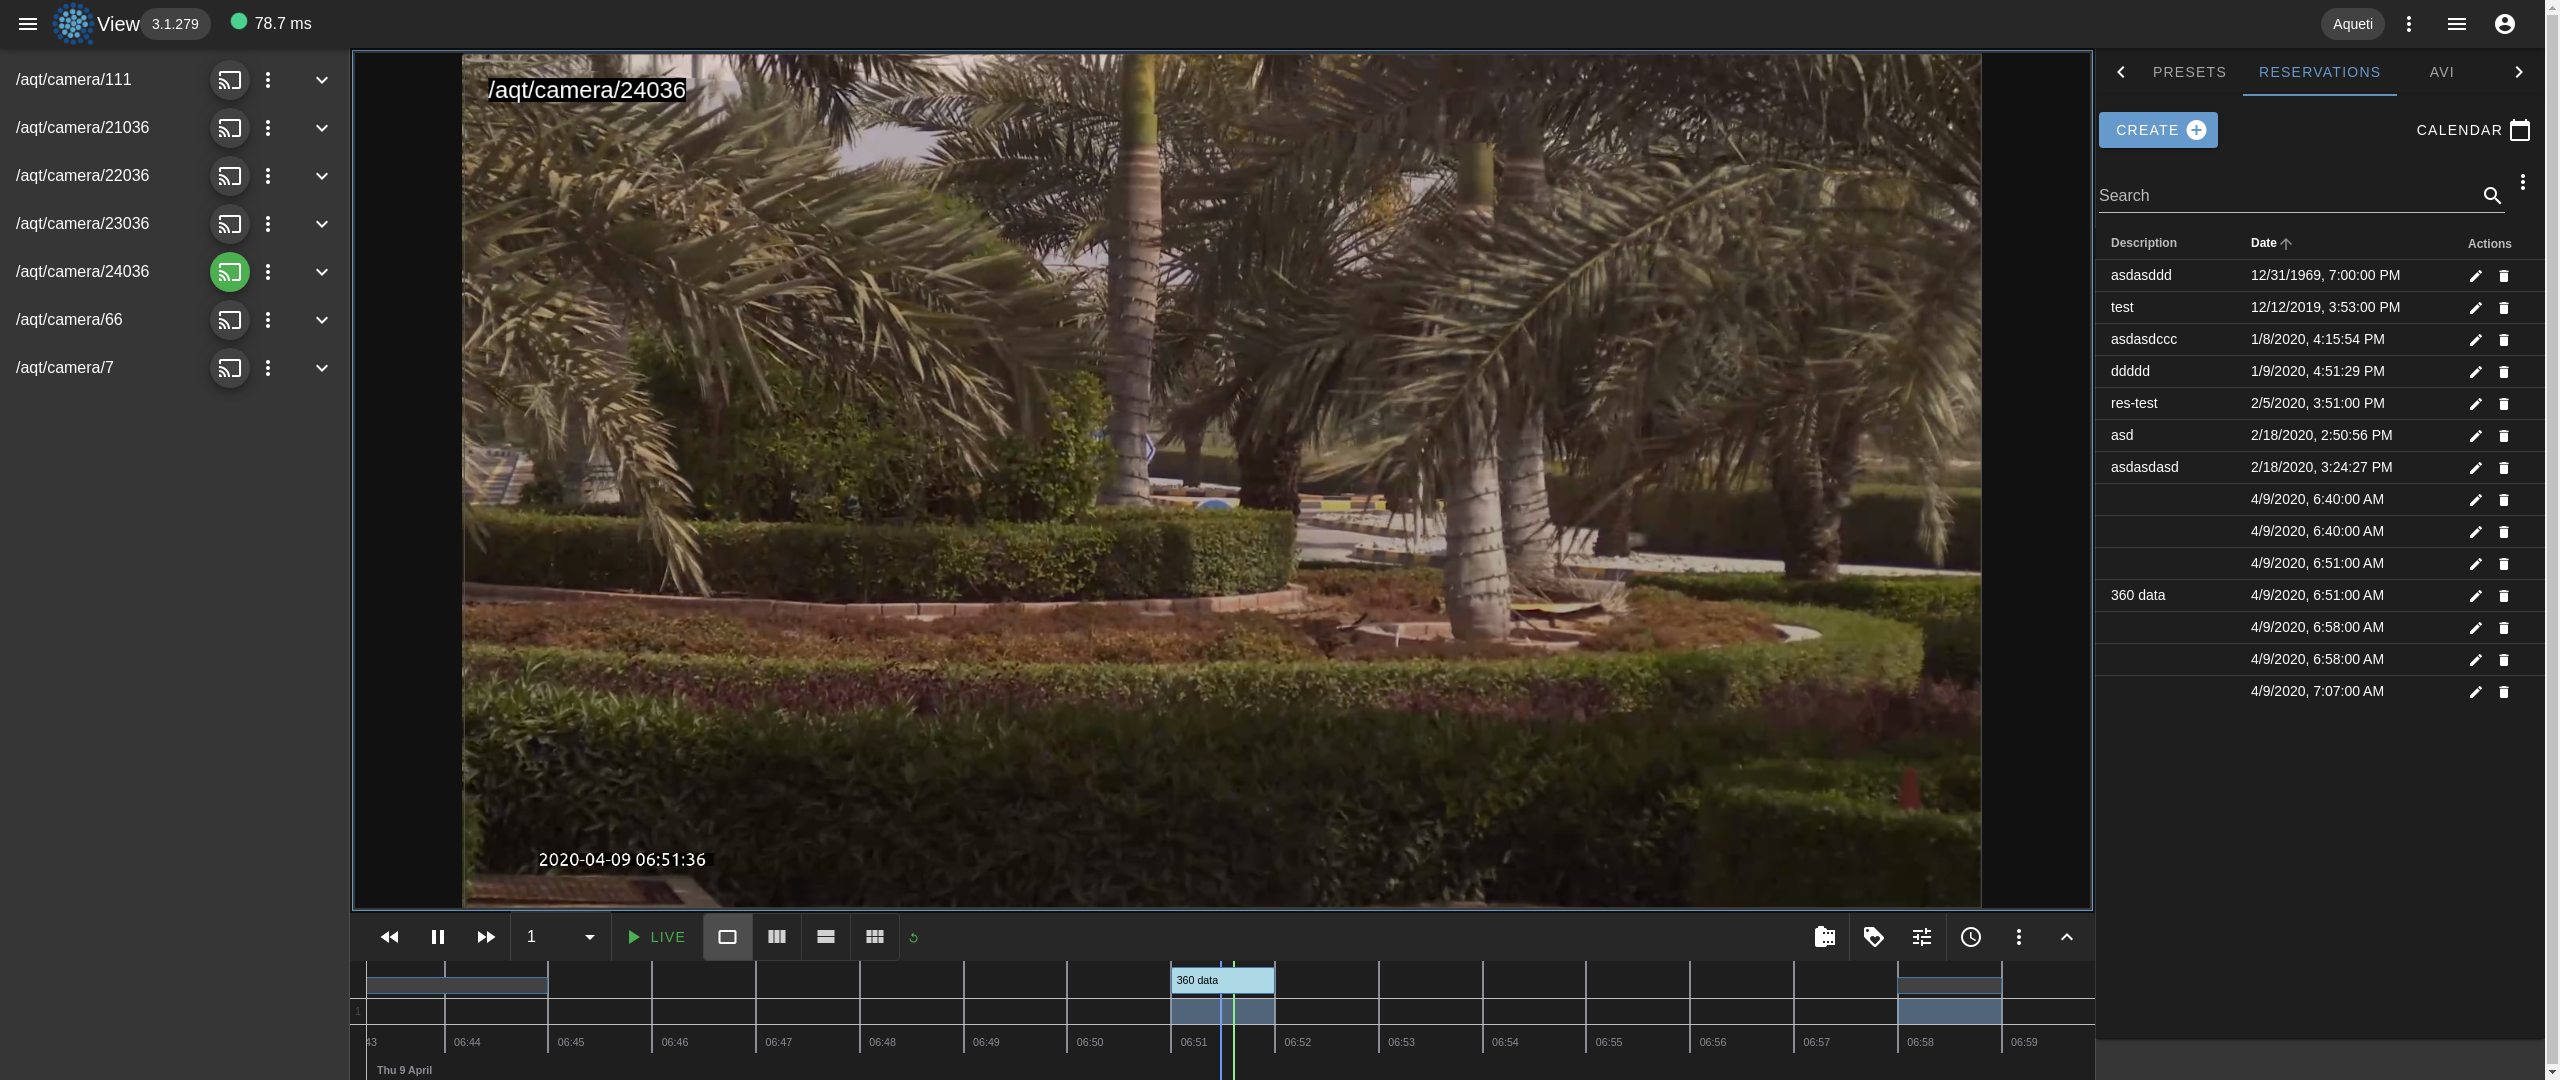 View 3.1.279 78.7 ms Aqueti
/aqt/camera/111
/aqt/camera/21036
/aqt/camera/22036
/aqt/camera/23036
/aqt/camera/24036
/aqt/camera/66
/aqt/camera/7
/aqt/camera/24036
2020-04-09 06:51:36
1 LIVE
360 data
1
43 06:44 06:45 06:46 06:47 06:48 06:49 06:50 06:51 06:52 06:53 06:54 06:55 06:56 06:57 06:58 06:59
Thu 9 April
PRESETS RESERVATIONS AVI
CREATE CALENDAR
Search
Description Date Actions
asdasddd 12/31/1969, 7:00:00 PM
test 12/12/2019, 3:53:00 PM
asdasdccc 1/8/2020, 4:15:54 PM
ddddd 1/9/2020, 4:51:29 PM
res-test 2/5/2020, 3:51:00 PM
asd 2/18/2020, 2:50:56 PM
asdasdasd 2/18/2020, 3:24:27 PM
4/9/2020, 6:40:00 AM
4/9/2020, 6:40:00 AM
4/9/2020, 6:51:00 AM
360 data 4/9/2020, 6:51:00 AM
4/9/2020, 6:58:00 AM
4/9/2020, 6:58:00 AM
4/9/2020, 7:07:00 AM